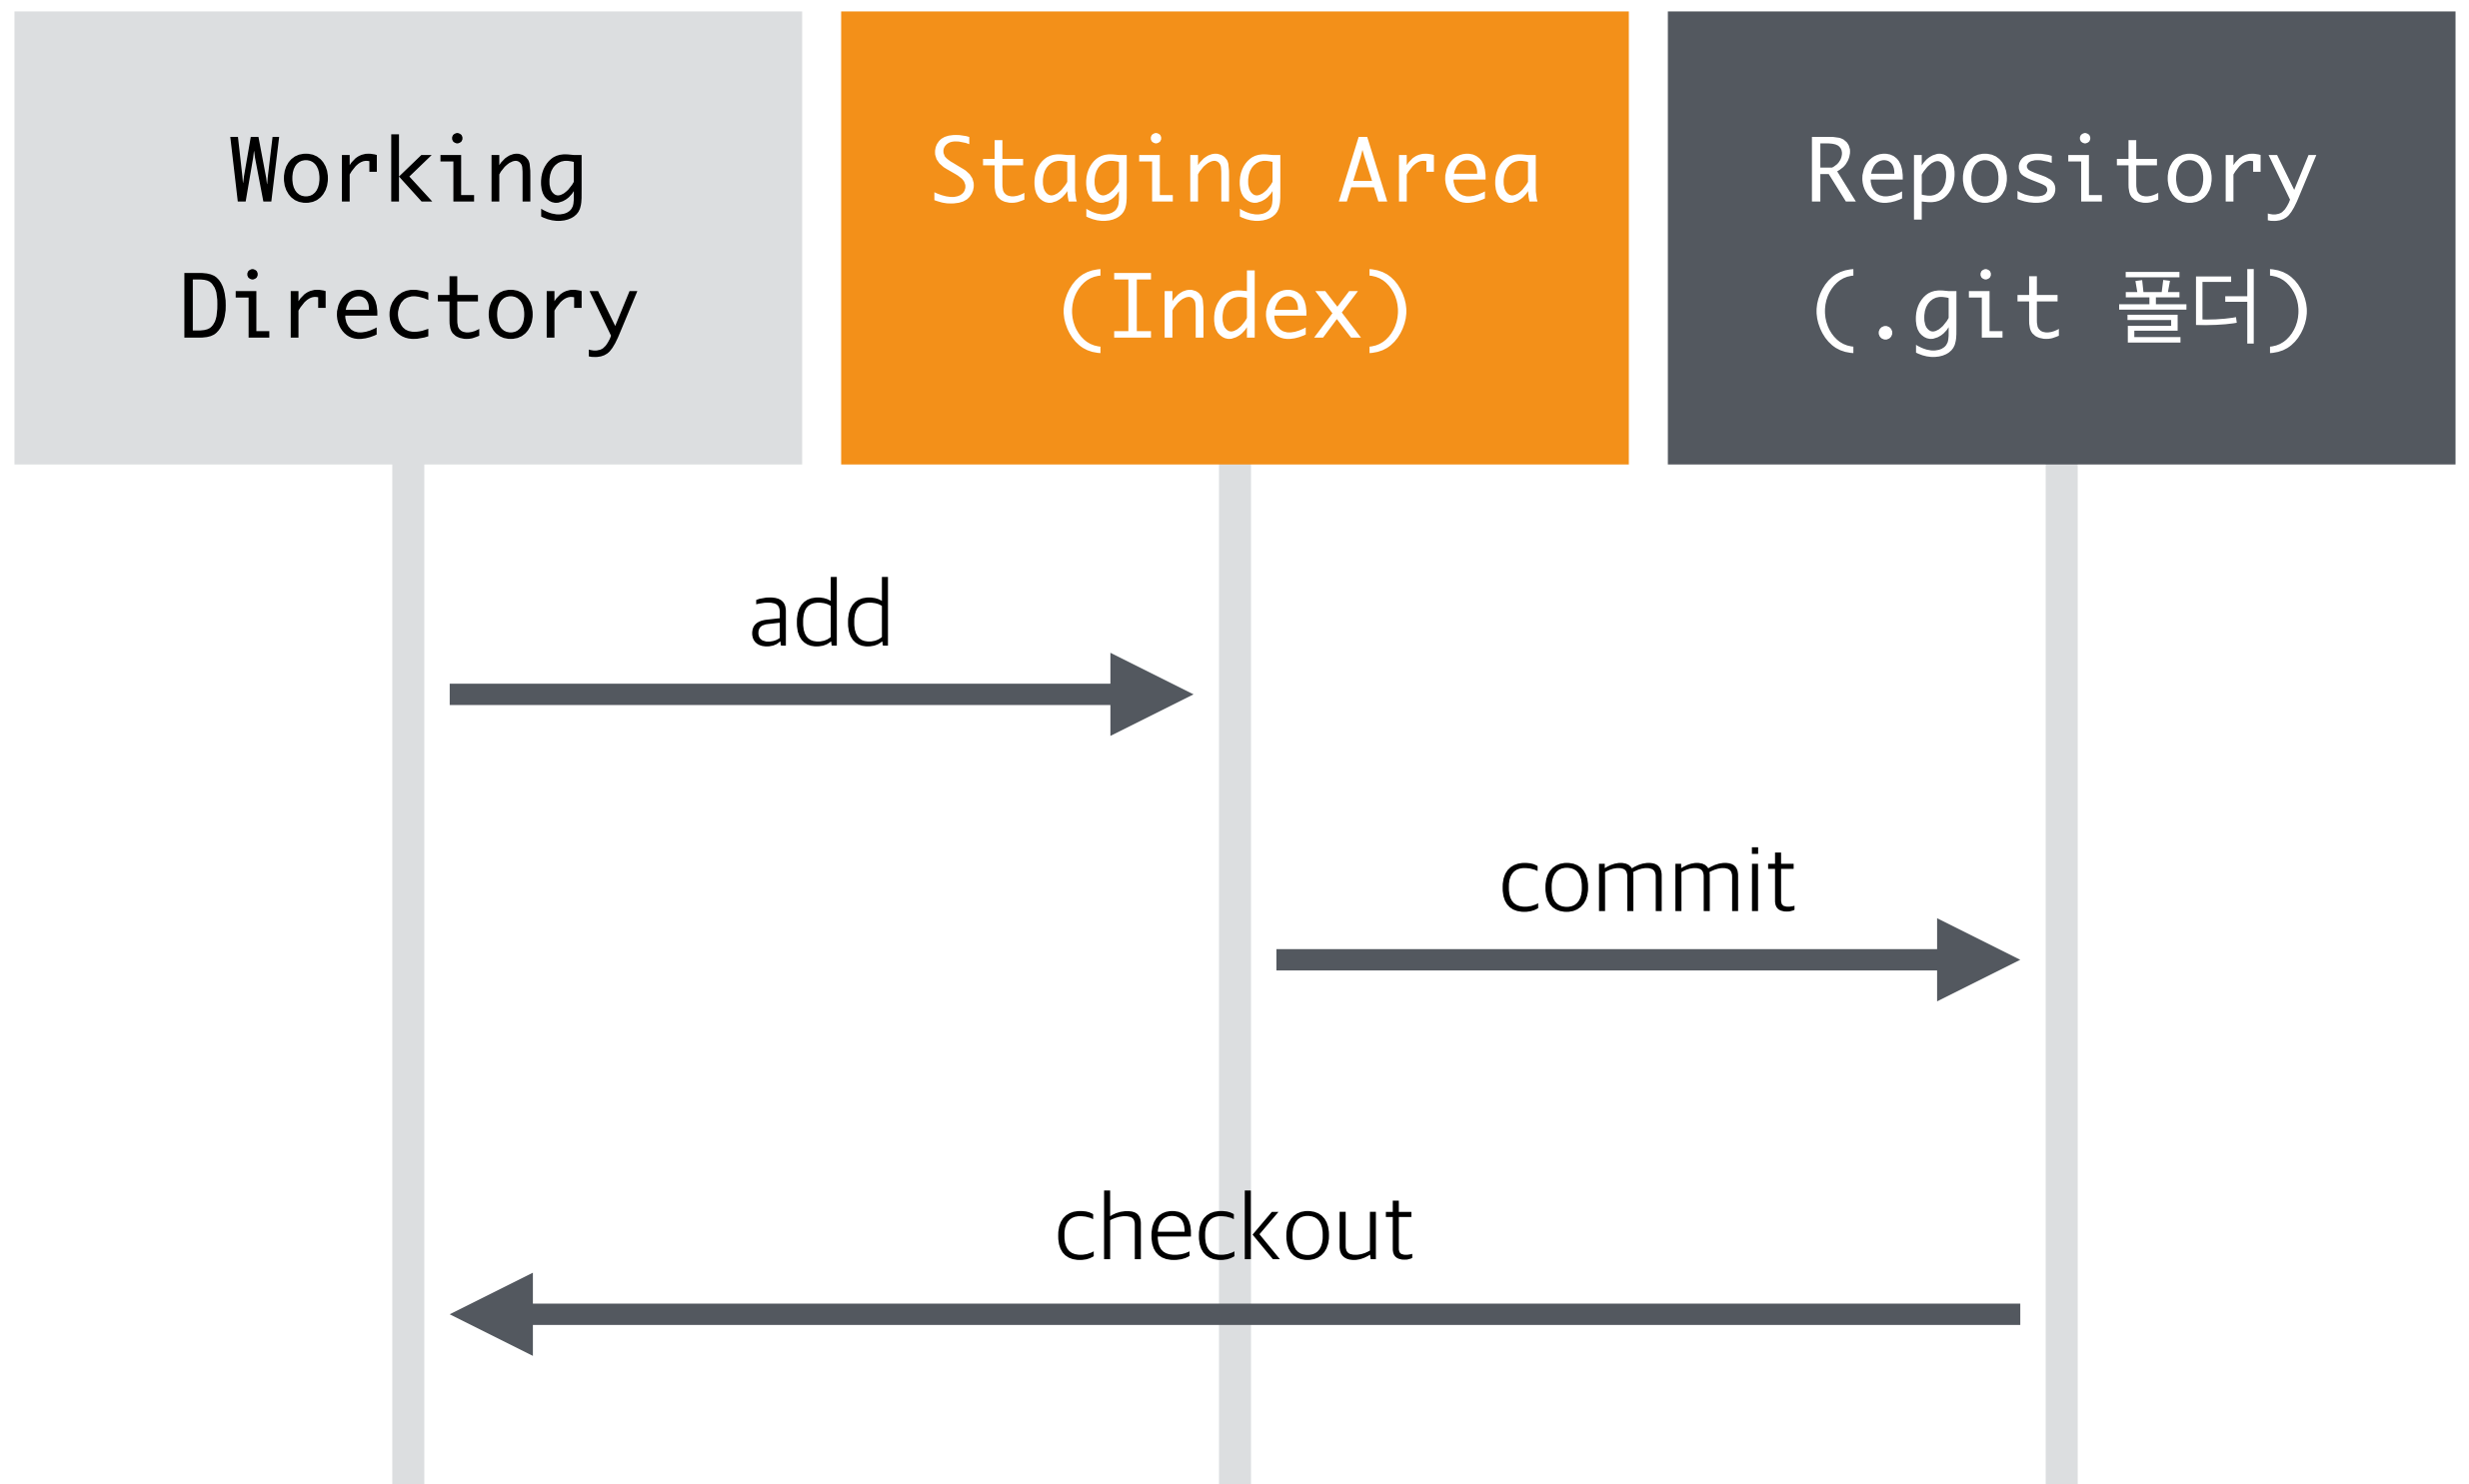 Working
Directory
Staging Area
(Index)
Repository
(.git 폴더)
add
commit
checkout